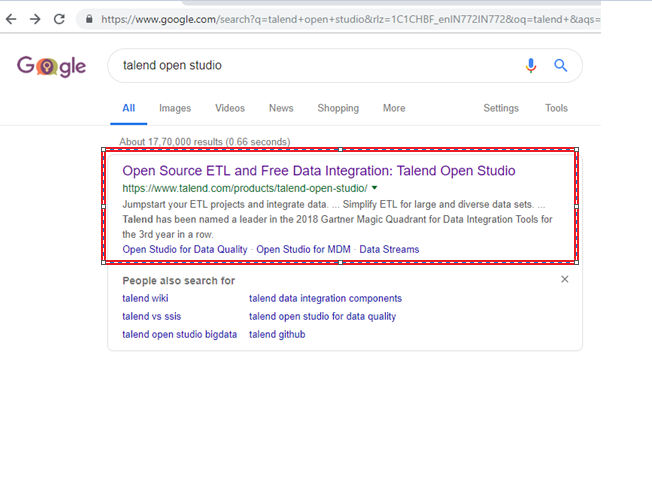 https://www.google.com/search?q=talend+open+studio&rlz=1C1CHBF_enIN772IN772&oq=talend+&aqs=
Google
talend open studio
All Images Videos News Shopping More Settings Tools
About 17,70,000 results (0.66 seconds)
Open Source ETL and Free Data Integration: Talend Open Studio
https://www.talend.com/products/talend-open-studio/
Jumpstart your ETL projects and integrate data. ... Simplify ETL for large and diverse data sets. ...
Talend has been named a leader in the 2018 Gartner Magic Quadrant for Data Integration Tools for
the 3rd year in a row.
Open Studio for Data Quality · Open Studio for MDM · Data Streams
People also search for
talend wiki talend data integration components
talend vs ssis talend open studio for data quality
talend open studio bigdata talend github